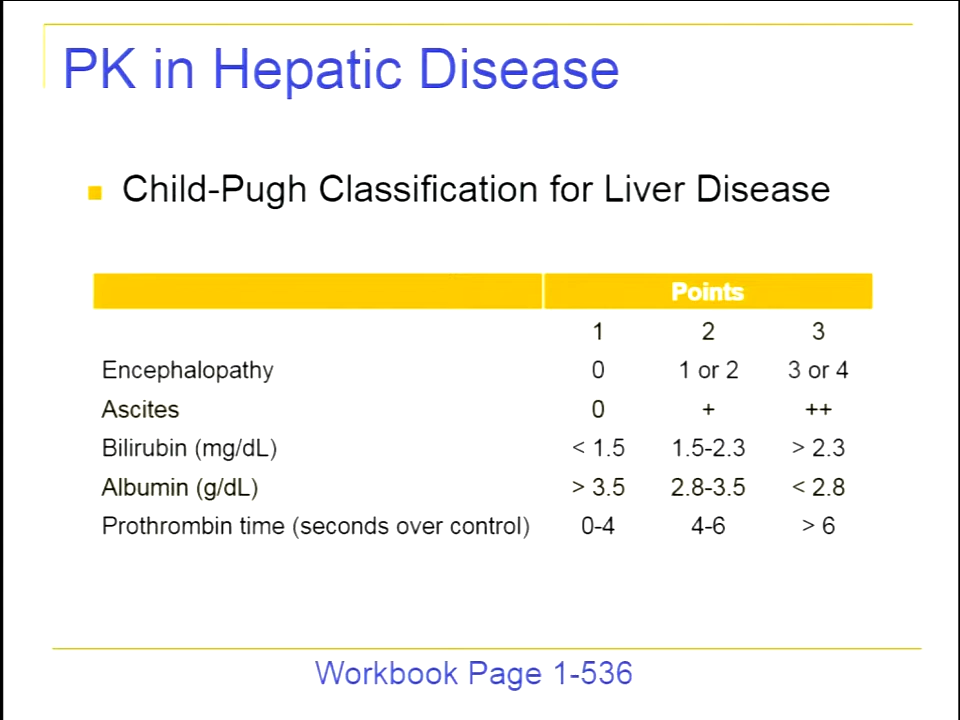 PK in Hepatic Disease
Child-Pugh Classification for Liver Disease
Points
1 2 3
Encephalopathy 0 1 or 2 3 or 4
Ascites 0 + ++
Bilirubin (mg/dL) < 1.5 1.5-2.3 > 2.3
Albumin (g/dL) > 3.5 2.8-3.5 < 2.8
Prothrombin time (seconds over control) 0-4 4-6 > 6
Workbook Page 1-536